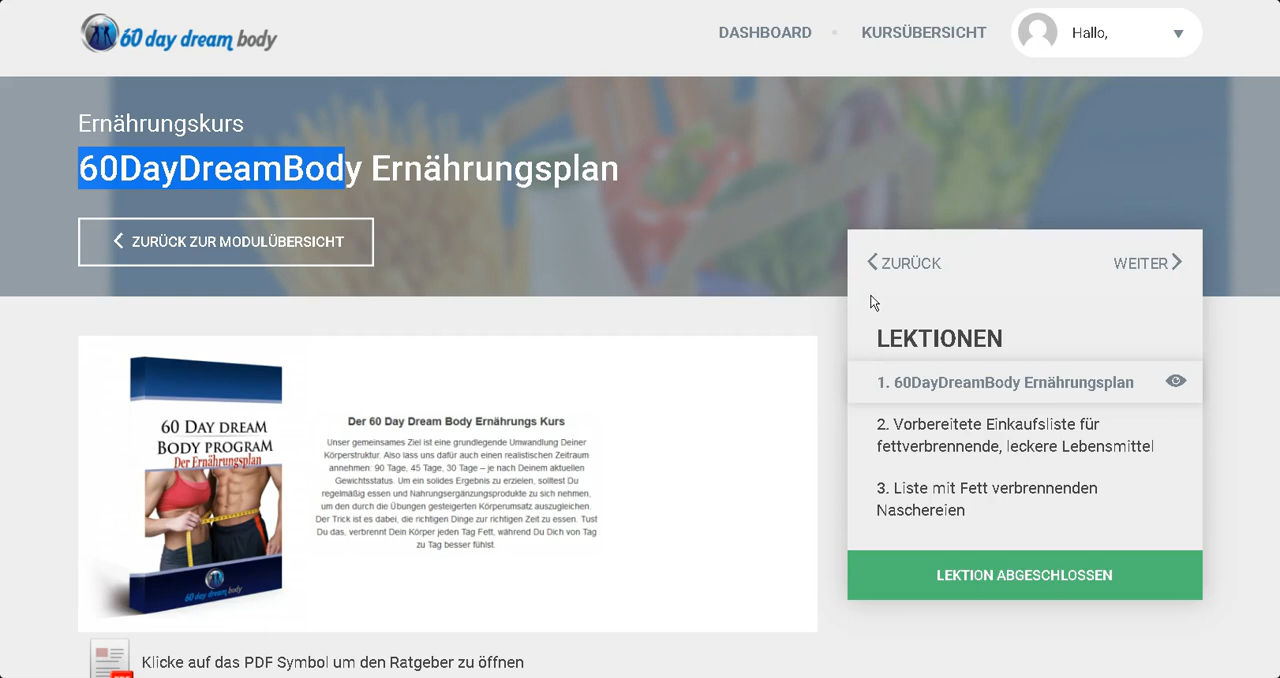 60 day dream body
DASHBOARD
KURSÜBERSICHT
Hallo,
Ernährungskurs
60DayDreamBody Ernährungsplan
ZURÜCK ZUR MODULÜBERSICHT
ZURÜCK
WEITER
LEKTIONEN
1. 60DayDreamBody Ernährungsplan
2. Vorbereitete Einkaufsliste für
fettverbrennende, leckere Lebensmittel
3. Liste mit Fett verbrennenden
Naschereien
LEKTION ABGESCHLOSSEN
60 DAY DREAM
BODY PROGRAM
Der Ernährungsplan
60 day dream body
Der 60 Day Dream Body Ernährungs Kurs
Unser gemeinsames Ziel ist eine grundlegende Umwandlung Deiner
Körperstruktur. Also lass uns dafür auch einen realistischen Zeitraum
annehmen: 90 Tage, 45 Tage, 30 Tage – je nach Deinem aktuellen
Gewichtsstatus. Um ein solides Ergebnis zu erzielen, solltest Du
regelmäßig essen und Nahrungsergänzungsprodukte zu sich nehmen,
um den durch die Übungen gesteigerten Körperumsatz auszugleichen.
Der Trick ist es dabei, die richtigen Dinge zur richtigen Zeit zu essen. Tust
Du das, verbrennt Dein Körper jeden Tag Fett, während Du Dich von Tag
zu Tag besser fühlst.
Klicke auf das PDF Symbol um den Ratgeber zu öffnen